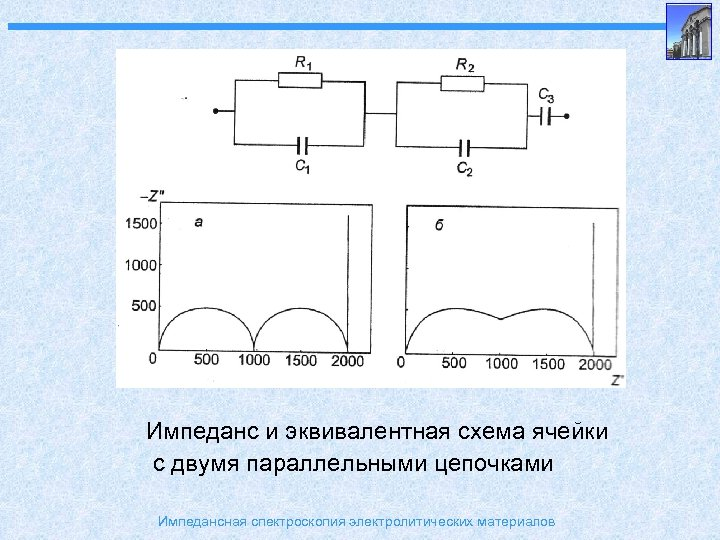 R1 R2
C3
C1 C2
–Z"
1500 а б
1000
500
0 500 1000 1500 2000 0 500 1000 1500 2000
Z'
Импеданс и эквивалентная схема ячейки
с двумя параллельными цепочками
Импедансная спектроскопия электролитических материалов